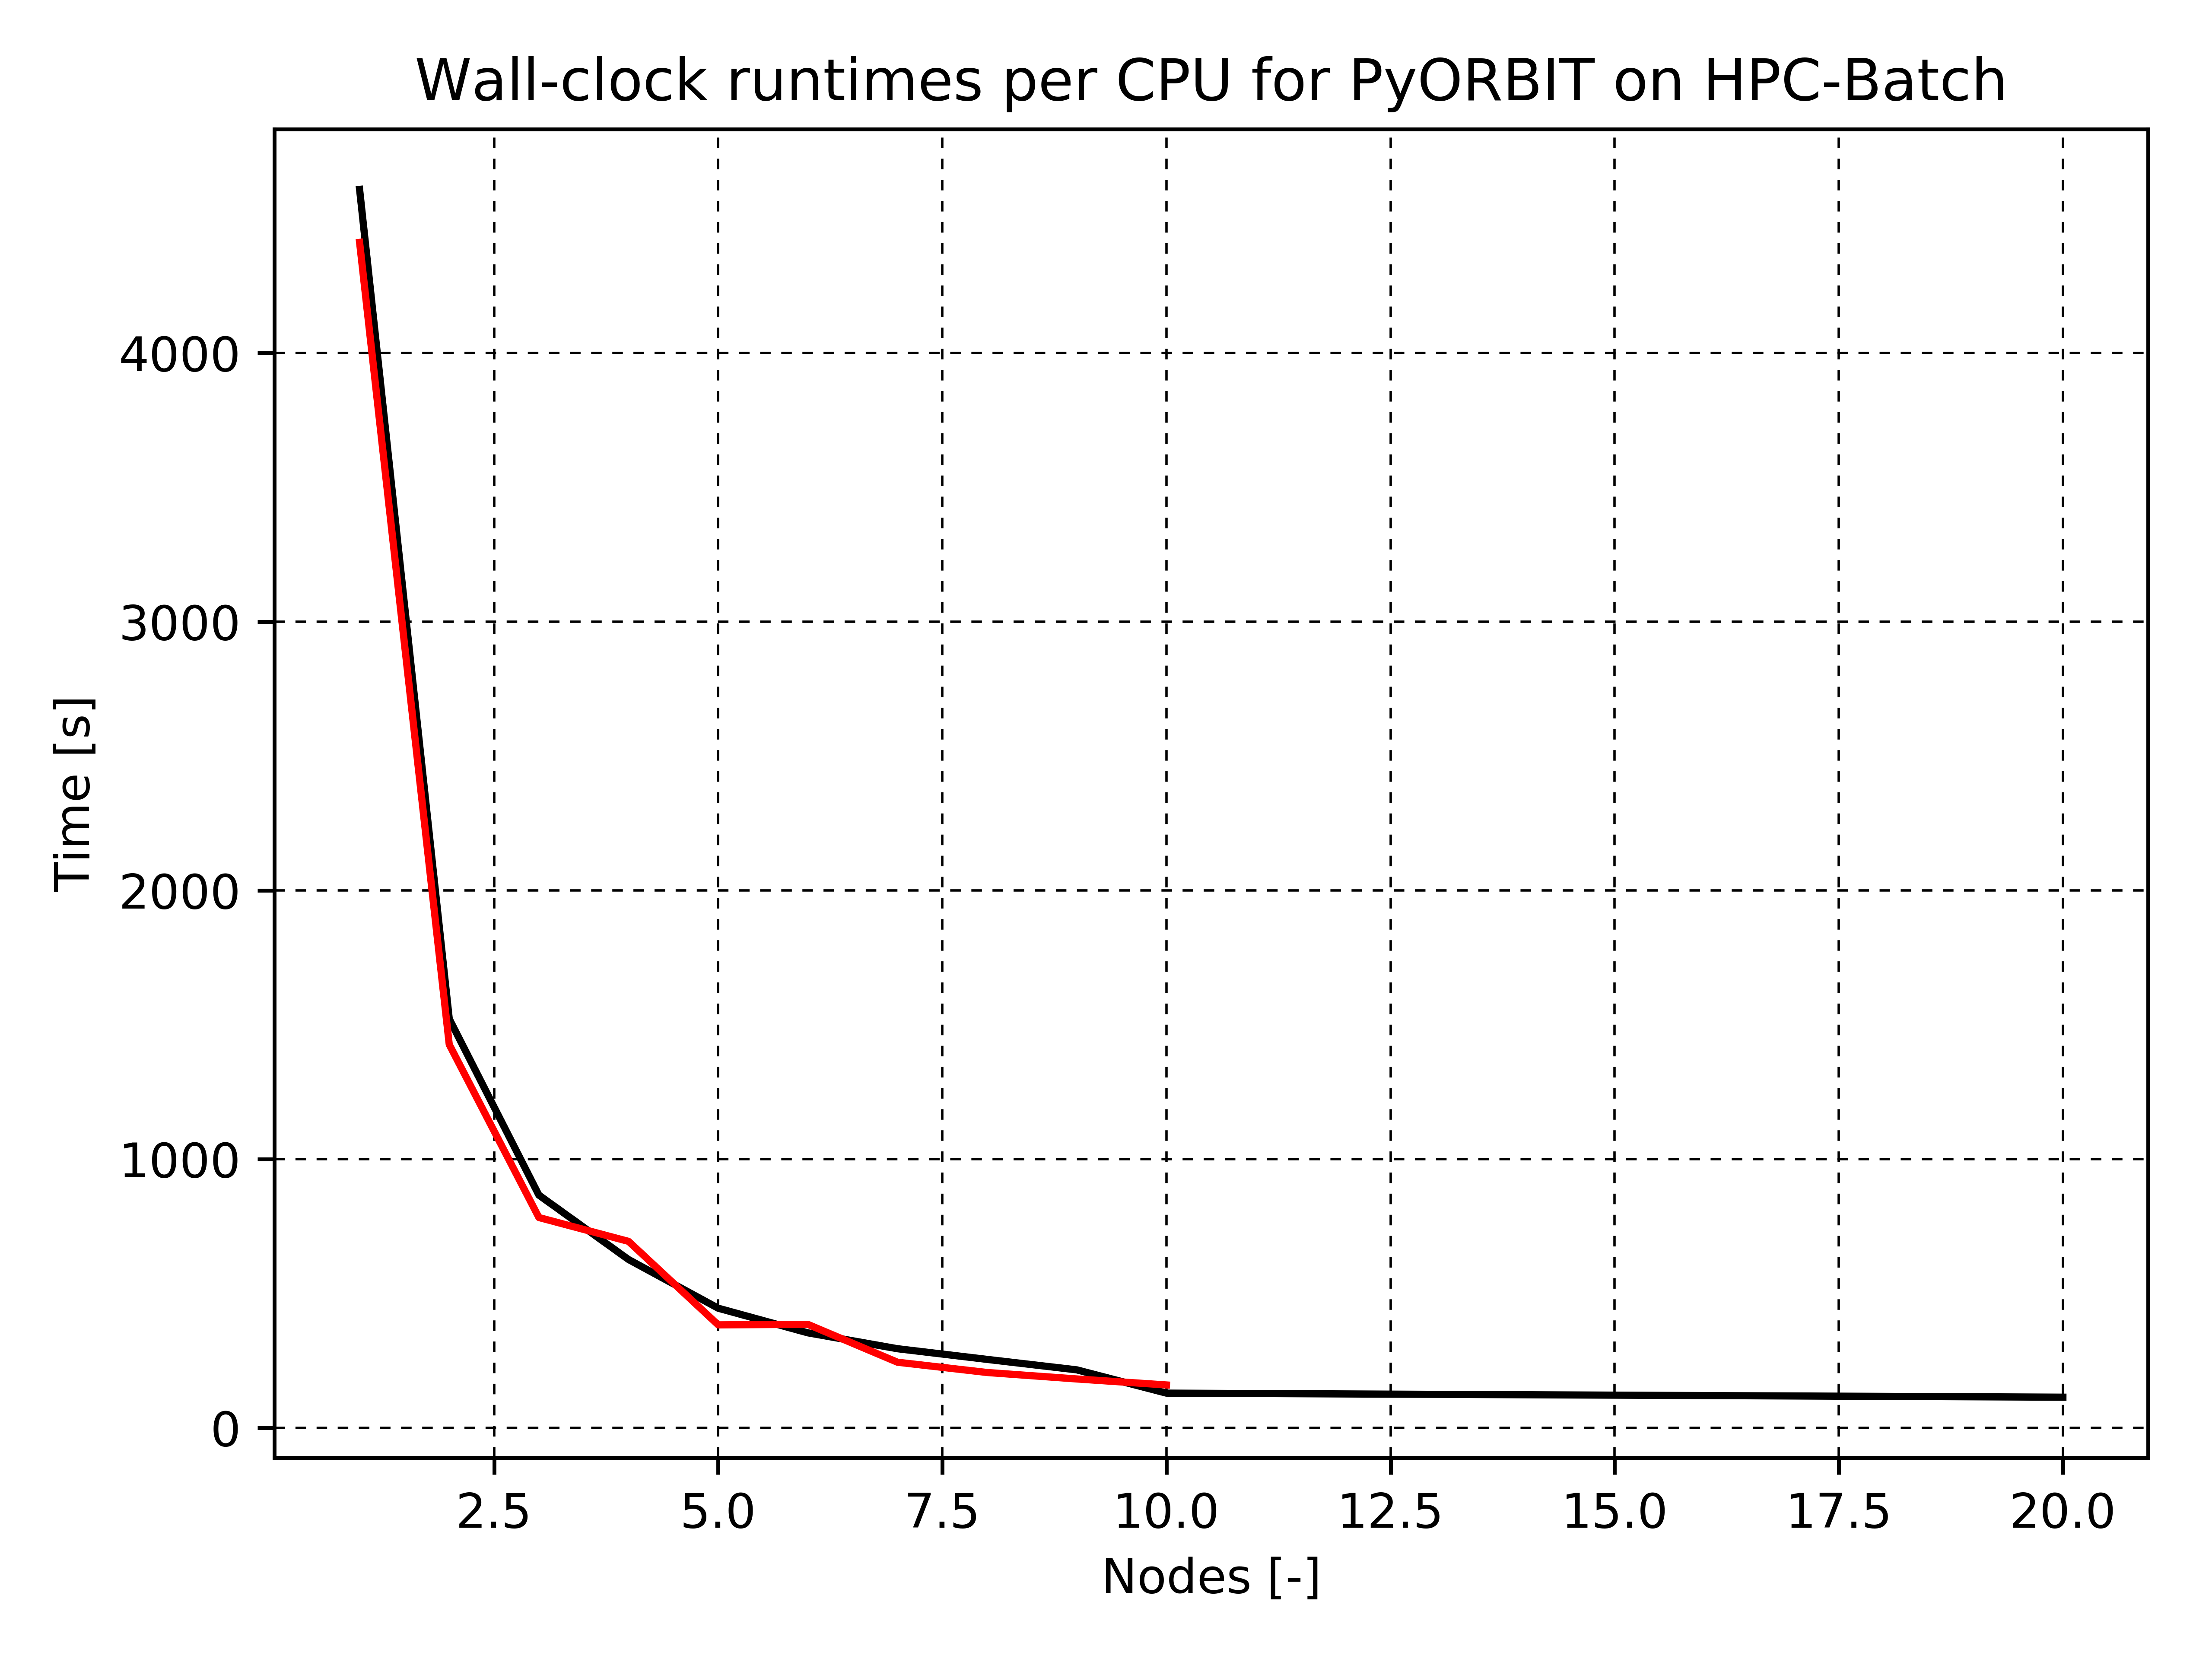 Wall-clock runtimes per CPU for PyORBIT on HPC-Batch
Time [s]
4000
3000
2000
1000
0
2.5 5.0 7.5 10.0 12.5 15.0 17.5 20.0
Nodes [-]